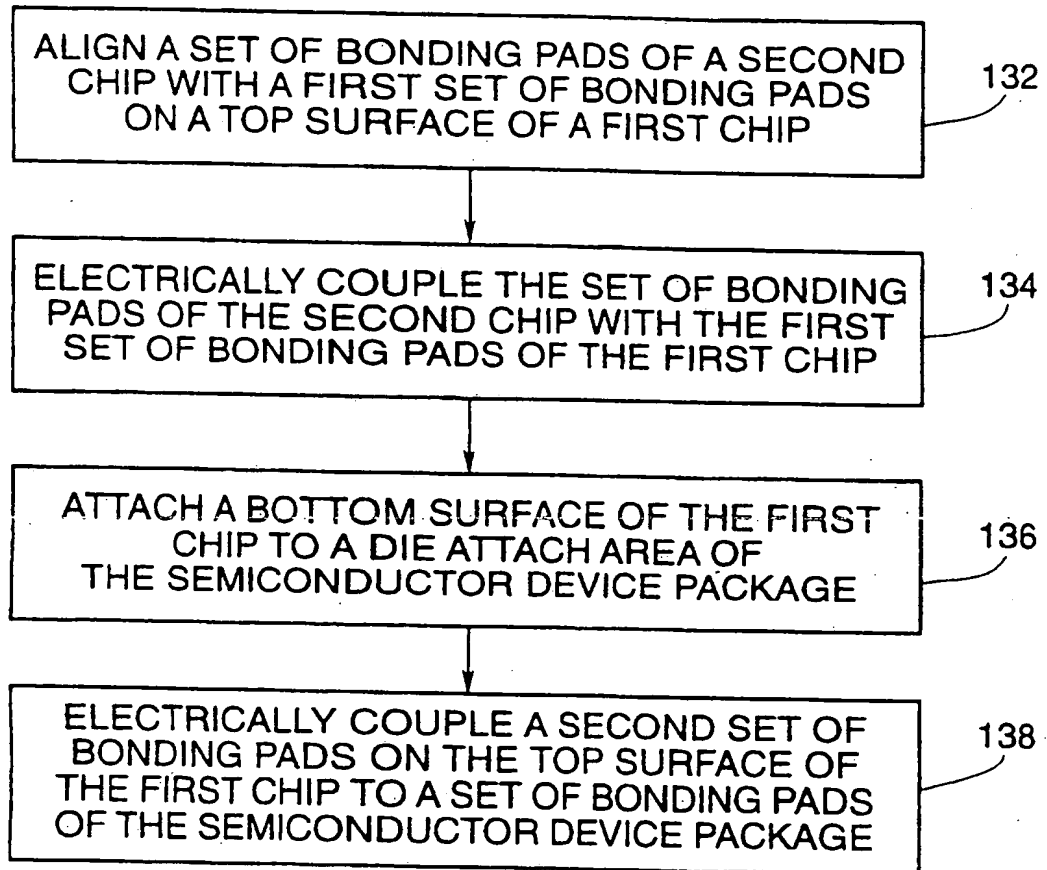 ALIGN A SET OF BONDING PADS OF A SECOND
CHIP WITH A FIRST SET OF BONDING PADS
ON A TOP SURFACE OF A FIRST CHIP
132
ELECTRICALLY COUPLE THE SET OF BONDING
PADS OF THE SECOND CHIP WITH THE FIRST
SET OF BONDING PADS OF THE FIRST CHIP
134
ATTACH A BOTTOM SURFACE OF THE FIRST
CHIP TO A DIE ATTACH AREA OF
THE SEMICONDUCTOR DEVICE PACKAGE
136
ELECTRICALLY COUPLE A SECOND SET OF
BONDING PADS ON THE TOP SURFACE OF
THE FIRST CHIP TO A SET OF BONDING PADS
OF THE SEMICONDUCTOR DEVICE PACKAGE
138